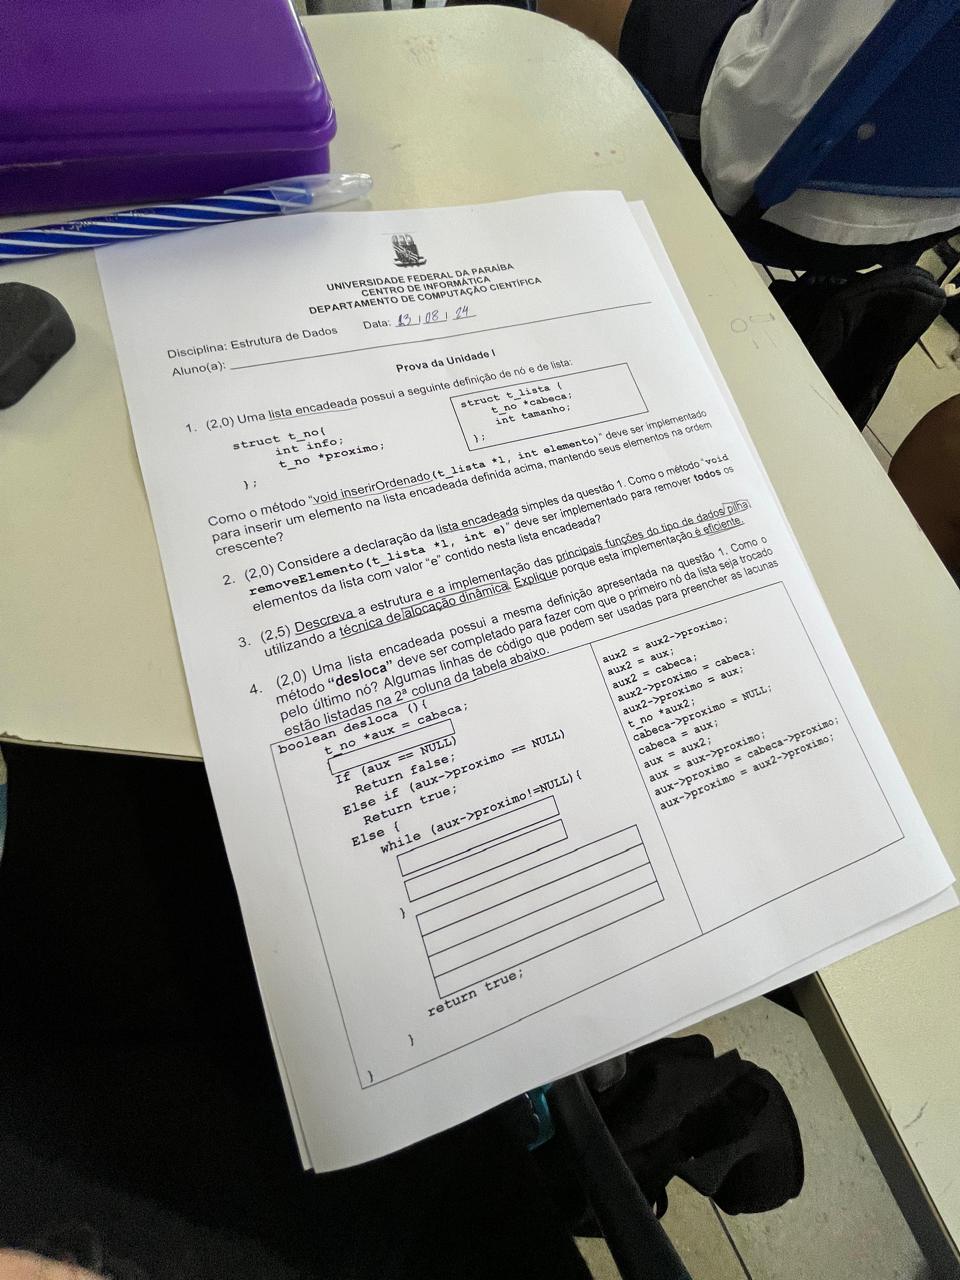 UNIVERSIDADE FEDERAL DA PARAÍBA
CENTRO DE INFORMÁTICA
DEPARTAMENTO DE COMPUTAÇÃO CIENTÍFICA
Disciplina: Estrutura de Dados Data: 13 / 08 / 24
Aluno(a):
Prova da Unidade I
1. (2,0) Uma lista encadeada possui a seguinte definição de nó e de lista:
struct t_no{
int info;
t_no *proximo;
};
struct t_lista {
t_no *cabeca;
int tamanho;
};
Como o método "void inserirOrdenado(t_lista *l, int elemento)" deve ser implementado
para inserir um elemento na lista encadeada definida acima, mantendo seus elementos na ordem
crescente?
2. (2,0) Considere a declaração da lista encadeada simples da questão 1. Como o método "void
removeElemento(t_lista *l, int e)" deve ser implementado para remover todos os
elementos da lista com valor "e" contido nesta lista encadeada?
3. (2,5) Descreva a estrutura e a implementação das principais funções do tipo de dados pilha
utilizando a técnica de alocação dinâmica. Explique porque esta implementação é eficiente.
4. (2,0) Uma lista encadeada possui a mesma definição apresentada na questão 1. Como o
método "desloca" deve ser completado para fazer com que o primeiro nó da lista seja trocado
pelo último nó? Algumas linhas de código que podem ser usadas para preencher as lacunas
estão listadas na 2ª coluna da tabela abaixo.
boolean desloca (){
t_no *aux = cabeca;
If (aux == NULL)
Return false;
Else if (aux->proximo == NULL)
Return true;
Else {
while (aux->proximo!=NULL){
}
return true;
}
}
aux2 = aux2->proximo;
aux2 = aux;
aux2 = cabeca;
aux2->proximo = cabeca;
aux2->proximo = aux;
t_no *aux2;
cabeca->proximo = NULL;
cabeca = aux;
aux = aux2;
aux = aux->proximo;
aux->proximo = cabeca->proximo;
aux->proximo = aux2->proximo;